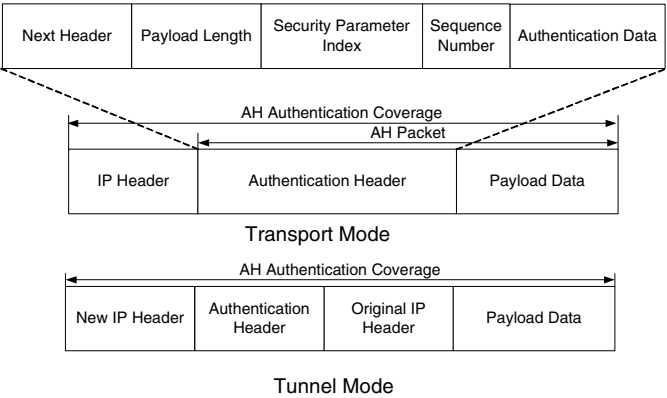 Next Header
Payload Length
Security Parameter
Index
Sequence
Number
Authentication Data
AH Authentication Coverage
AH Packet
IP Header
Authentication Header
Payload Data
Transport Mode
AH Authentication Coverage
New IP Header
Authentication
Header
Original IP
Header
Payload Data
Tunnel Mode